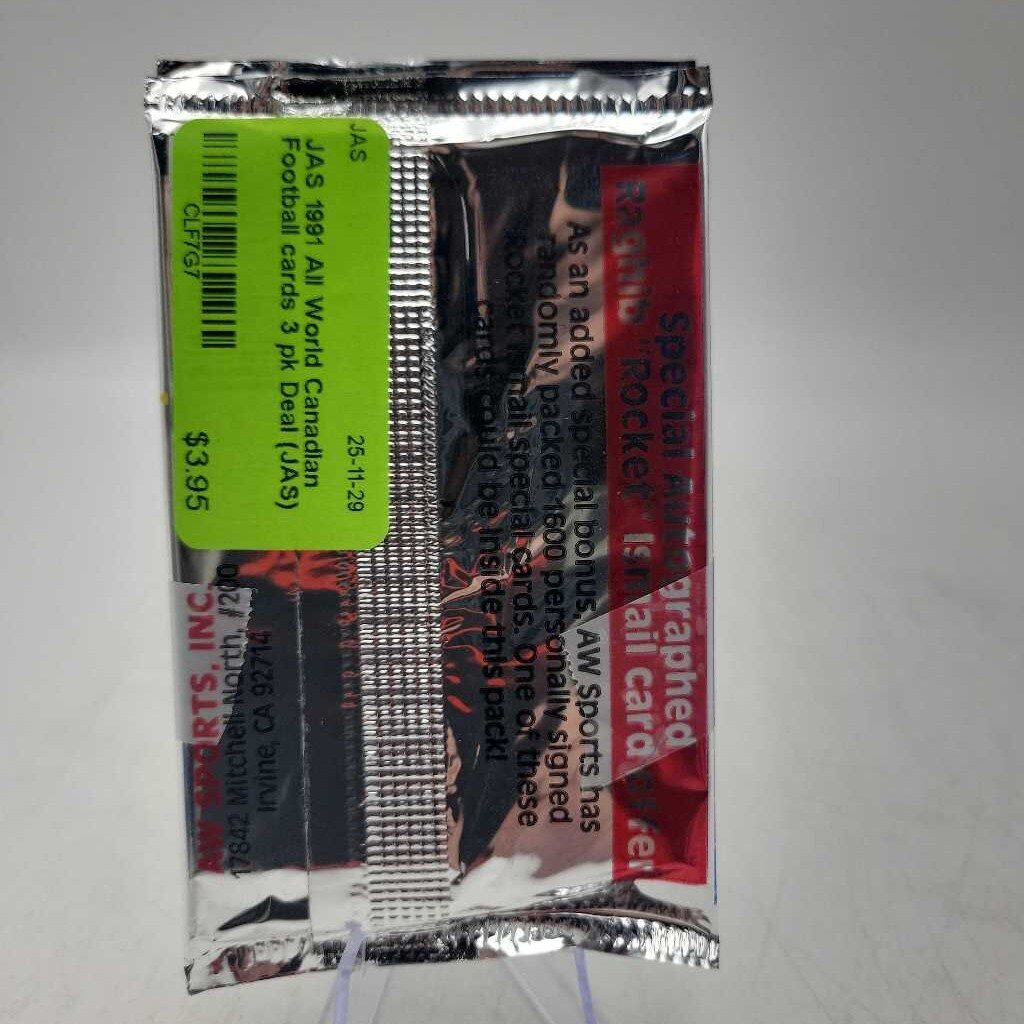 Special Autographed
Raghib "Rocket" Ismail card offer
As an added special bonus, AW Sports has
randomly packed 1600 personally signed
Rocket Ismail special cards. One of these
cards could be inside this pack!
JAS
25-11-29
JAS 1991 All World Canadian
Football cards 3 pk Deal (JAS)
CLF7G7
$3.95
AW SPORTS, INC.
17842 Mitchell North, #200
Irvine, CA 92714